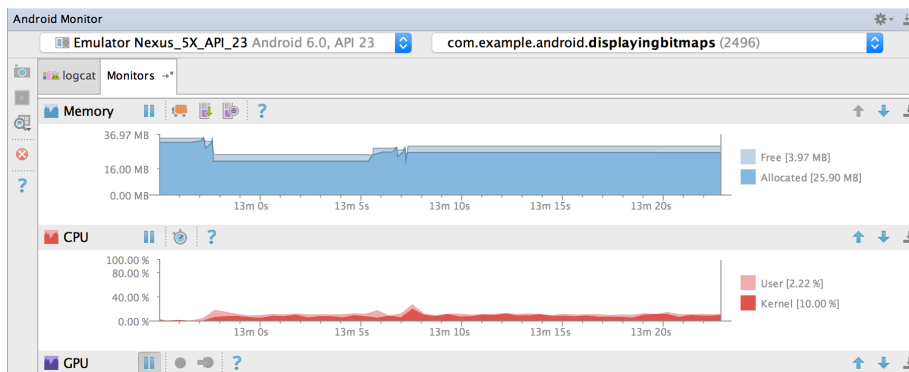 Android Monitor
Emulator Nexus_5X_API_23 Android 6.0, API 23 com.example.android.displayingbitmaps (2496)
logcat Monitors
Memory ?
36.97 MB
16.00 MB
0.00 MB
Free [3.97 MB]
Allocated [25.90 MB]
13m 0s 13m 5s 13m 10s 13m 15s 13m 20s
?
CPU ?
100.00 %
80.00 %
40.00 %
0.00 %
User [2.22 %]
Kernel [10.00 %]
13m 0s 13m 5s 13m 10s 13m 15s 13m 20s
GPU ?